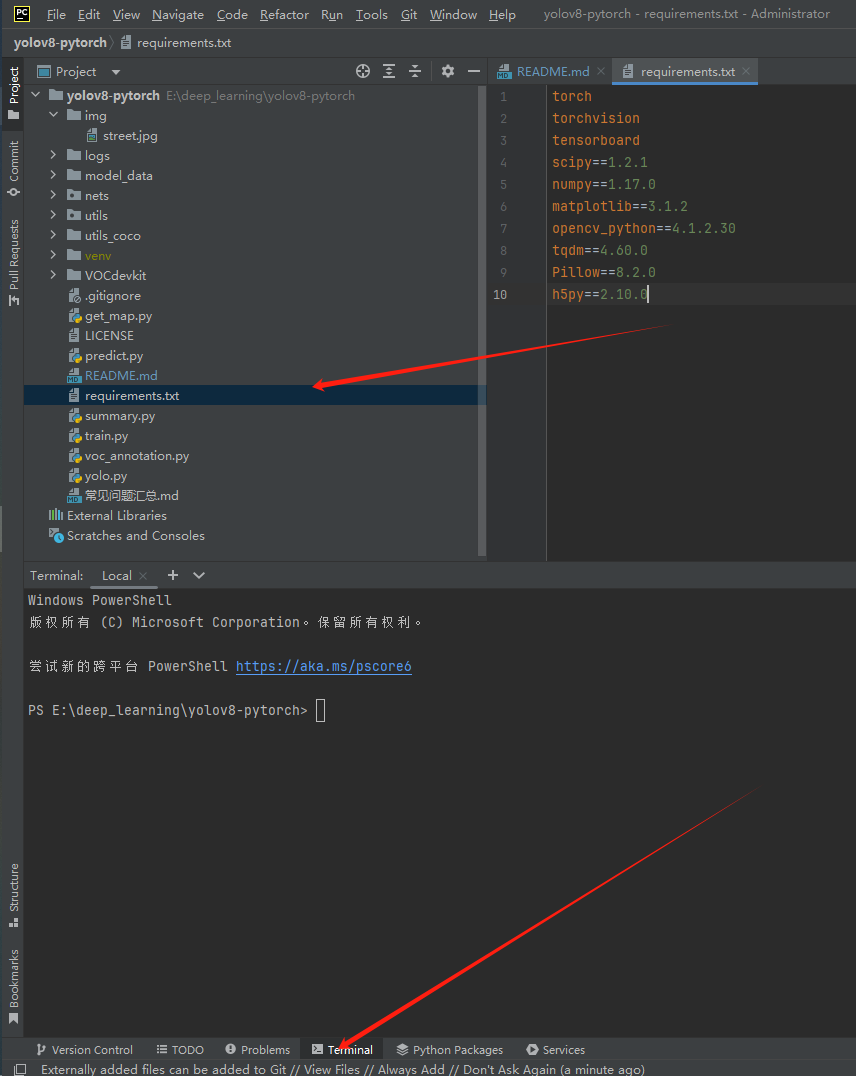 PC File Edit View Navigate Code Refactor Run Tools Git Window Help yolov8-pytorch - requirements.txt - Administrator
yolov8-pytorch requirements.txt
Project
Commit
Pull Requests
Project
yolov8-pytorch E:\deep_learning\yolov8-pytorch
img
street.jpg
logs
model_data
nets
utils
utils_coco
venv
VOCdevkit
.gitignore
get_map.py
LICENSE
predict.py
README.md
requirements.txt
summary.py
train.py
voc_annotation.py
yolo.py
常见问题汇总.md
External Libraries
Scratches and Consoles
README.md requirements.txt
1 torch
2 torchvision
3 tensorboard
4 scipy==1.2.1
5 numpy==1.17.0
6 matplotlib==3.1.2
7 opencv_python==4.1.2.30
8 tqdm==4.60.0
9 Pillow==8.2.0
10 h5py==2.10.0
Terminal: Local
Windows PowerShell
版权所有 (C) Microsoft Corporation。保留所有权利。
尝试新的跨平台 PowerShell https://aka.ms/pscore6
PS E:\deep_learning\yolov8-pytorch>
Structure
Bookmarks
Version Control TODO Problems Terminal Python Packages Services
Externally added files can be added to Git // View Files // Always Add // Don't Ask Again (a minute ago)